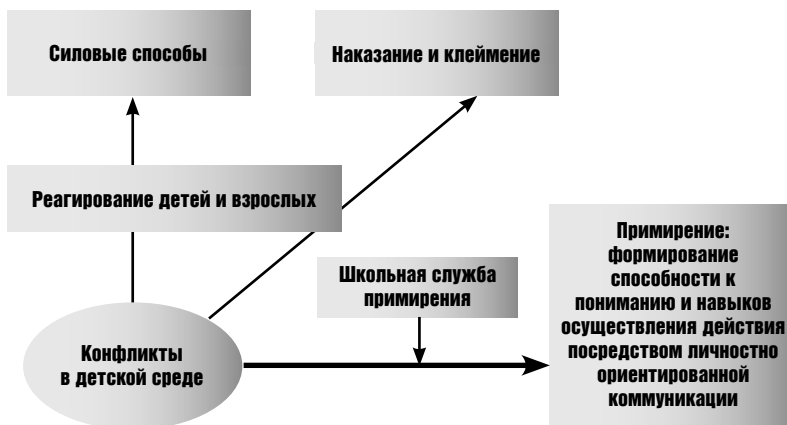 Силовые способы
Наказание и клеймение
Реагирование детей и взрослых
Школьная служба
примирения
Конфликты
в детской среде
Примирение:
формирование
способности к
пониманию и навыков
осуществления действия
посредством личностно
ориентированной
коммуникации